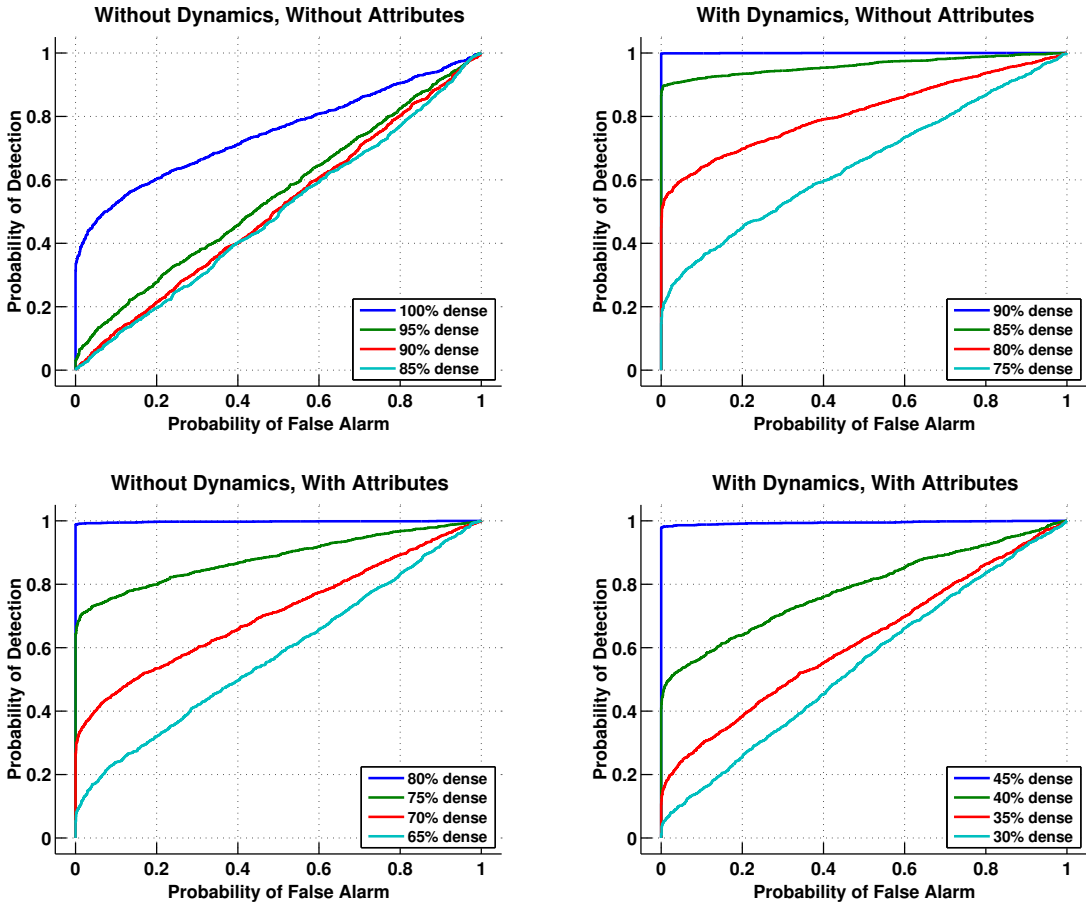 Without Dynamics, Without Attributes
Probability of Detection
1
0.8
0.6
0.4
0.2
0
100% dense
95% dense
90% dense
85% dense
0 0.2 0.4 0.6 0.8 1
Probability of False Alarm
With Dynamics, Without Attributes
Probability of Detection
1
0.8
0.6
0.4
0.2
0
90% dense
85% dense
80% dense
75% dense
0 0.2 0.4 0.6 0.8 1
Probability of False Alarm
Without Dynamics, With Attributes
Probability of Detection
1
0.8
0.6
0.4
0.2
0
80% dense
75% dense
70% dense
65% dense
0 0.2 0.4 0.6 0.8 1
Probability of False Alarm
With Dynamics, With Attributes
Probability of Detection
1
0.8
0.6
0.4
0.2
0
45% dense
40% dense
35% dense
30% dense
0 0.2 0.4 0.6 0.8 1
Probability of False Alarm